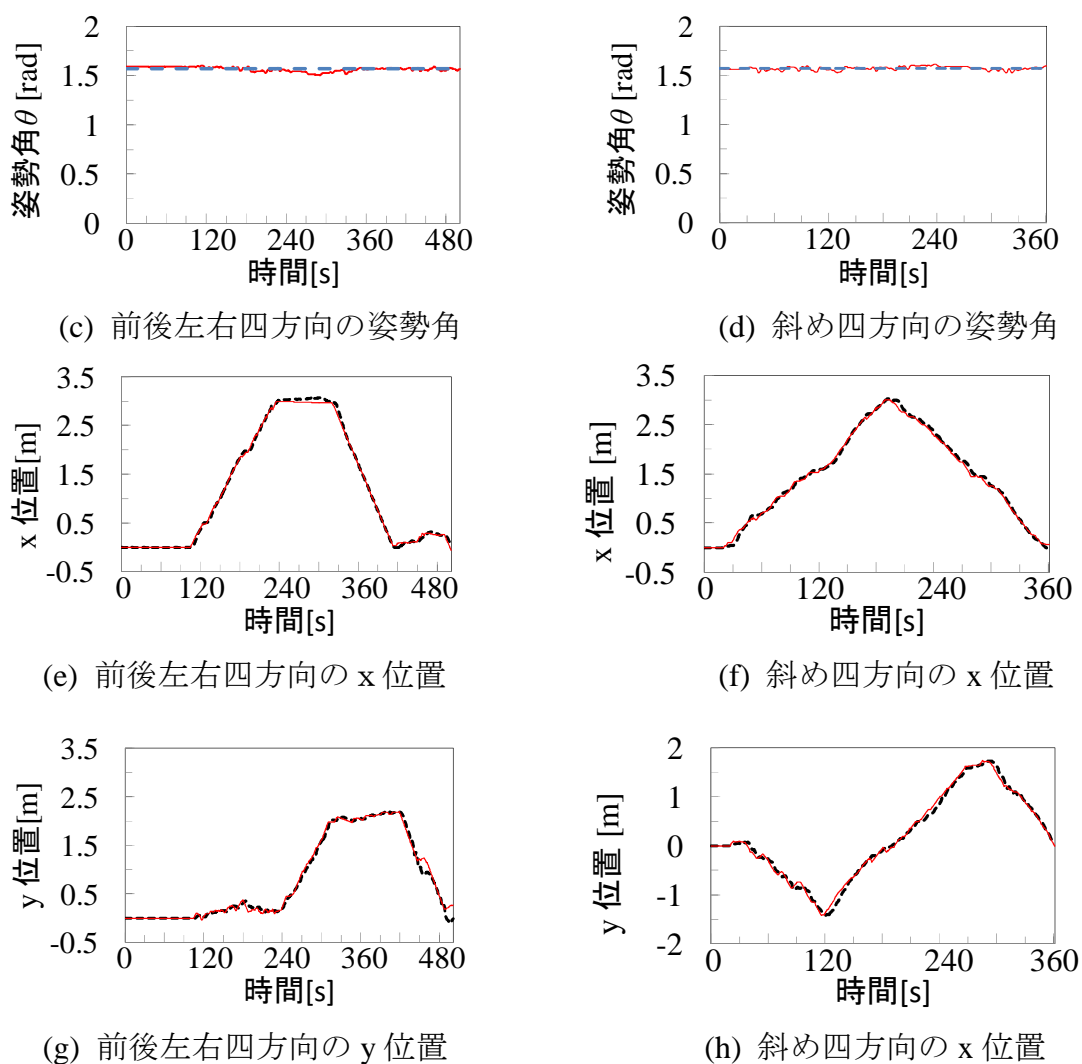 2
1.5
1
0.5
0
姿勢角θ [rad]
0 120 240 360 480
時間[s]
(c) 前後左右四方向の姿勢角
2
1.5
1
0.5
0
姿勢角θ [rad]
0 120 240 360
時間[s]
(d) 斜め四方向の姿勢角
3.5
2.5
1.5
0.5
-0.5
x 位置[m]
0 120 240 360 480
時間[s]
(e) 前後左右四方向の x 位置
3.5
2.5
1.5
0.5
-0.5
x 位置 [m]
0 120 240 360
時間[s]
(f) 斜め四方向の x 位置
3.5
2.5
1.5
0.5
-0.5
y 位置[m]
0 120 240 360 480
時間[s]
(g) 前後左右四方向の y 位置
2
1
0
-1
-2
y 位置 [m]
0 120 240 360
時間[s]
(h) 斜め四方向の x 位置